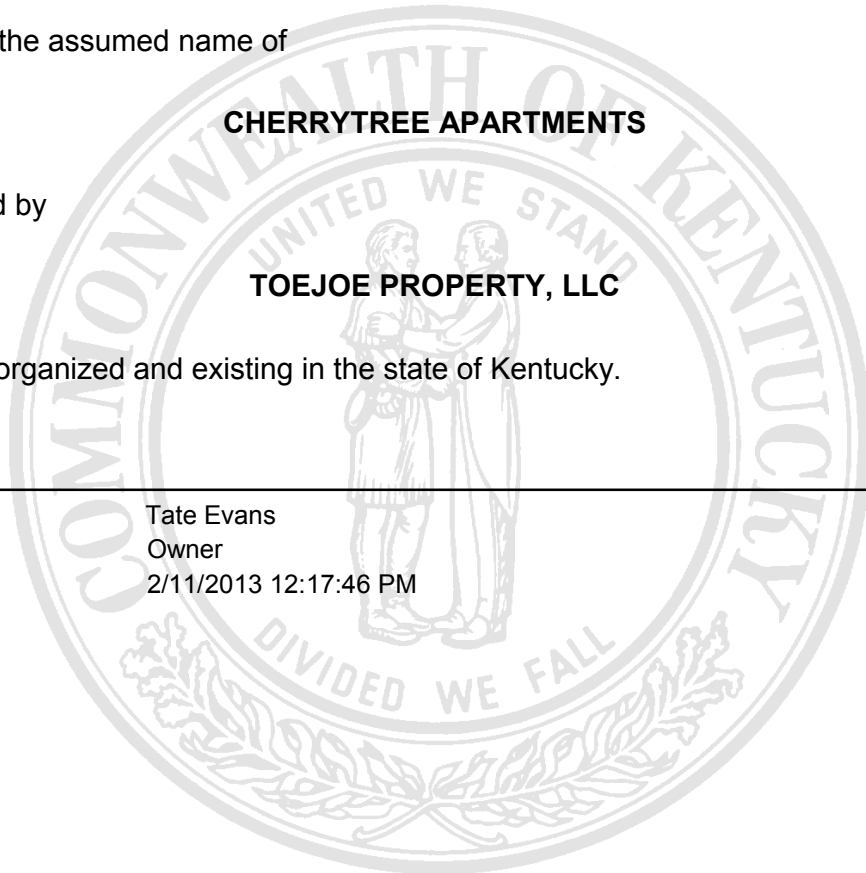 the assumed name of
CHERRYTREE APARTMENTS
d by
TOEJOE PROPERTY, LLC
organized and existing in the state of Kentucky.
Tate Evans
Owner
2/11/2013 12:17:46 PM
COMMONWEALTH OF KENTUCKY
UNITED WE STAND
DIVIDED WE FALL